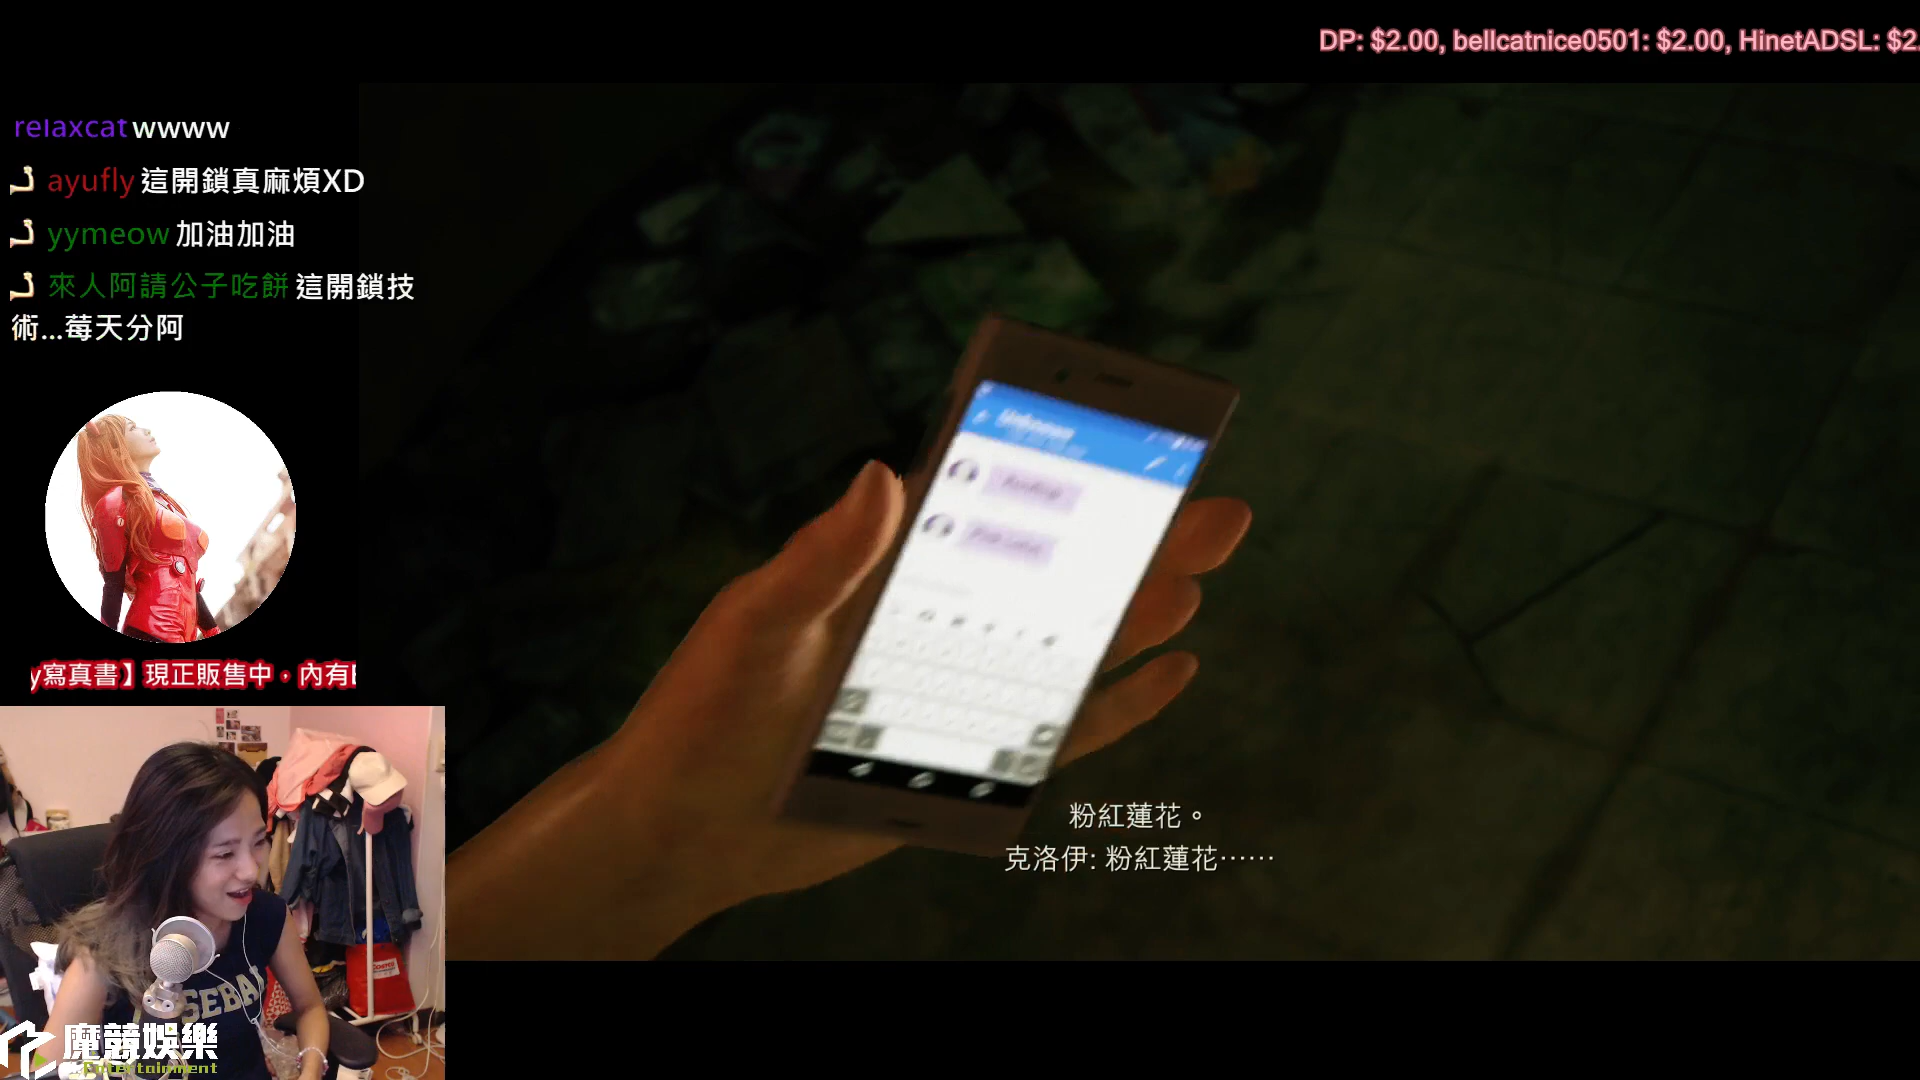 DP: $2.00, bellcatnice0501: $2.00, HinetADSL: $2.
relaxcat wwww
ayufly 這開鎖真麻煩XD
yymeow 加油加油
來人阿請公子吃餅 這開鎖技
術...莓天分阿
y寫真書】現正販售中，內有
粉紅蓮花。
克洛伊: 粉紅蓮花……
SEBA
魔競娛樂
Entertainment